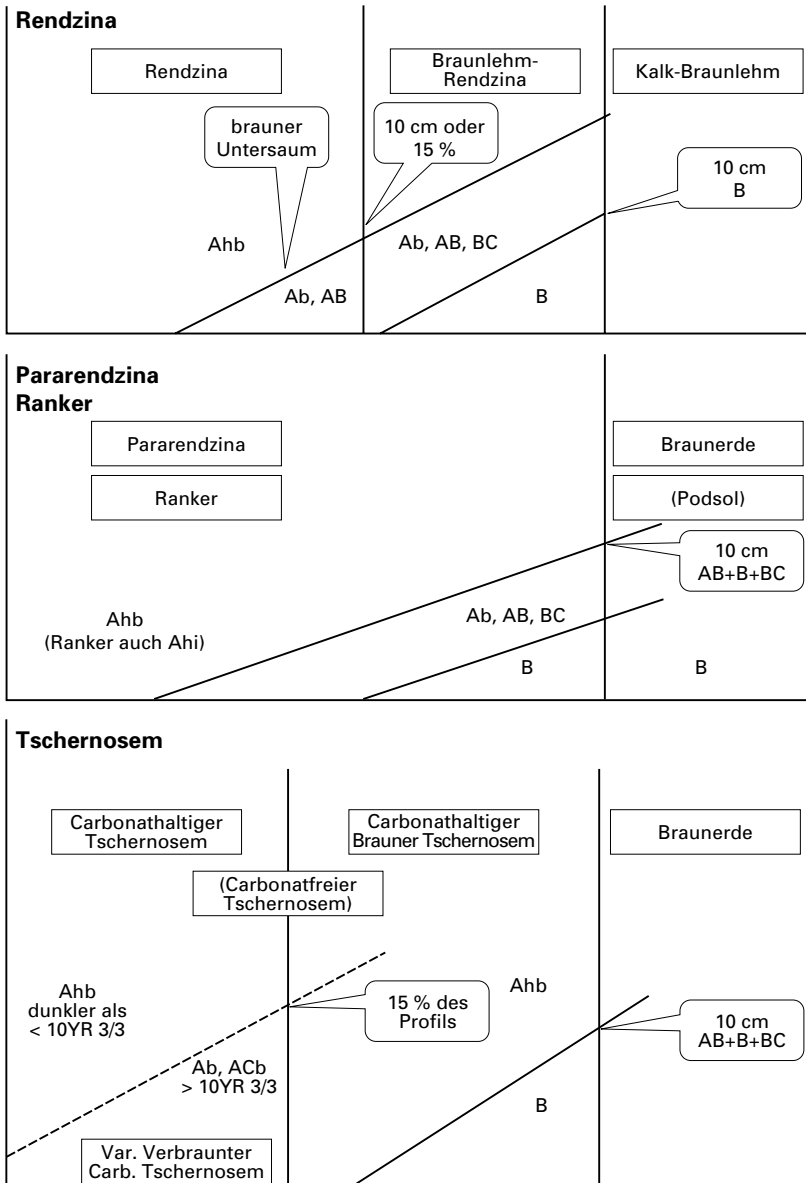 Rendzina
Rendzina
Braunlehm-
Rendzina
Kalk-Braunlehm
brauner
Untersaum
10 cm oder
15 %
10 cm
B
Ahb
Ab, AB, BC
Ab, AB
B
Pararendzina
Ranker
Pararendzina
Braunerde
Ranker
(Podsol)
10 cm
AB+B+BC
Ahb
(Ranker auch Ahi)
Ab, AB, BC
B
B
Tschernosem
Carbonathaltiger
Tschernosem
Carbonathaltiger
Brauner Tschernosem
Braunerde
(Carbonatfreier
Tschernosem)
Ahb
dunkler als
< 10YR 3/3
15 % des
Profils
Ahb
10 cm
AB+B+BC
Ab, ACb
> 10YR 3/3
B
Var. Verbraunter
Carb. Tschernosem